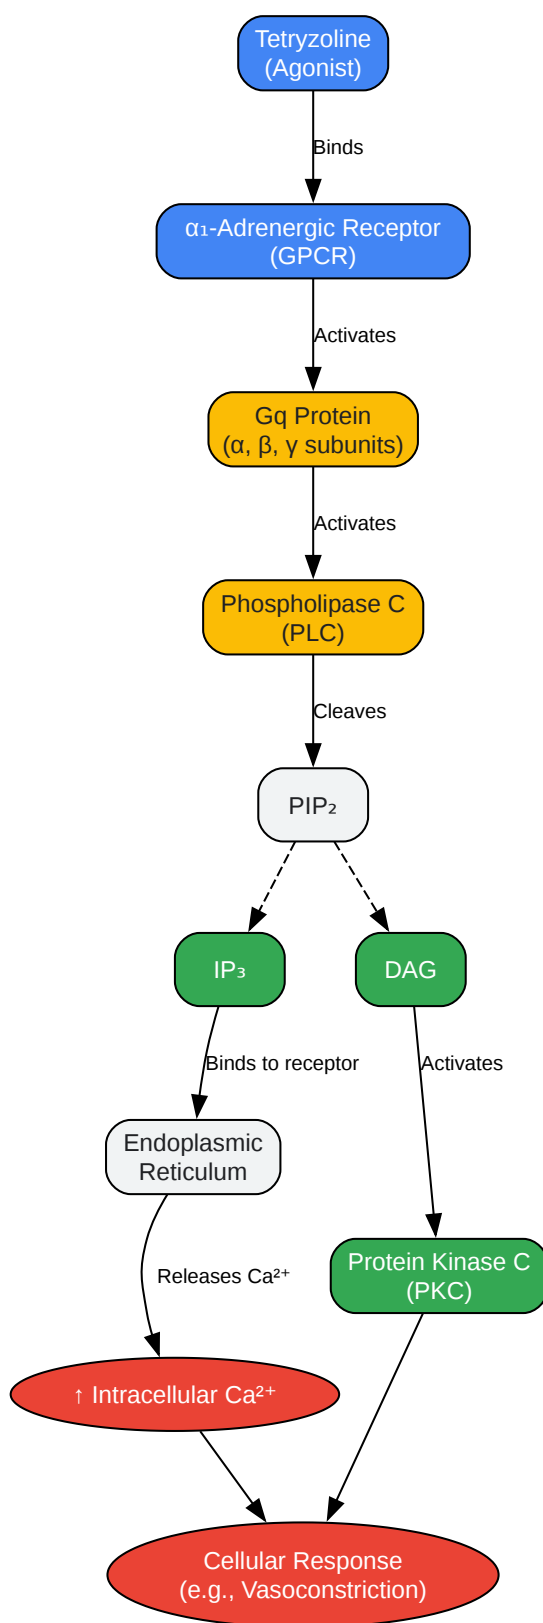 Tetryzoline
(Agonist)
Binds
α₁-Adrenergic Receptor
(GPCR)
Activates
Gq Protein
(α, β, γ subunits)
Activates
Phospholipase C
(PLC)
Cleaves
PIP₂
IP₃
DAG
Binds to receptor
Activates
Endoplasmic
Reticulum
Protein Kinase C
(PKC)
Releases Ca²⁺
↑ Intracellular Ca²⁺
Cellular Response
(e.g., Vasoconstriction)